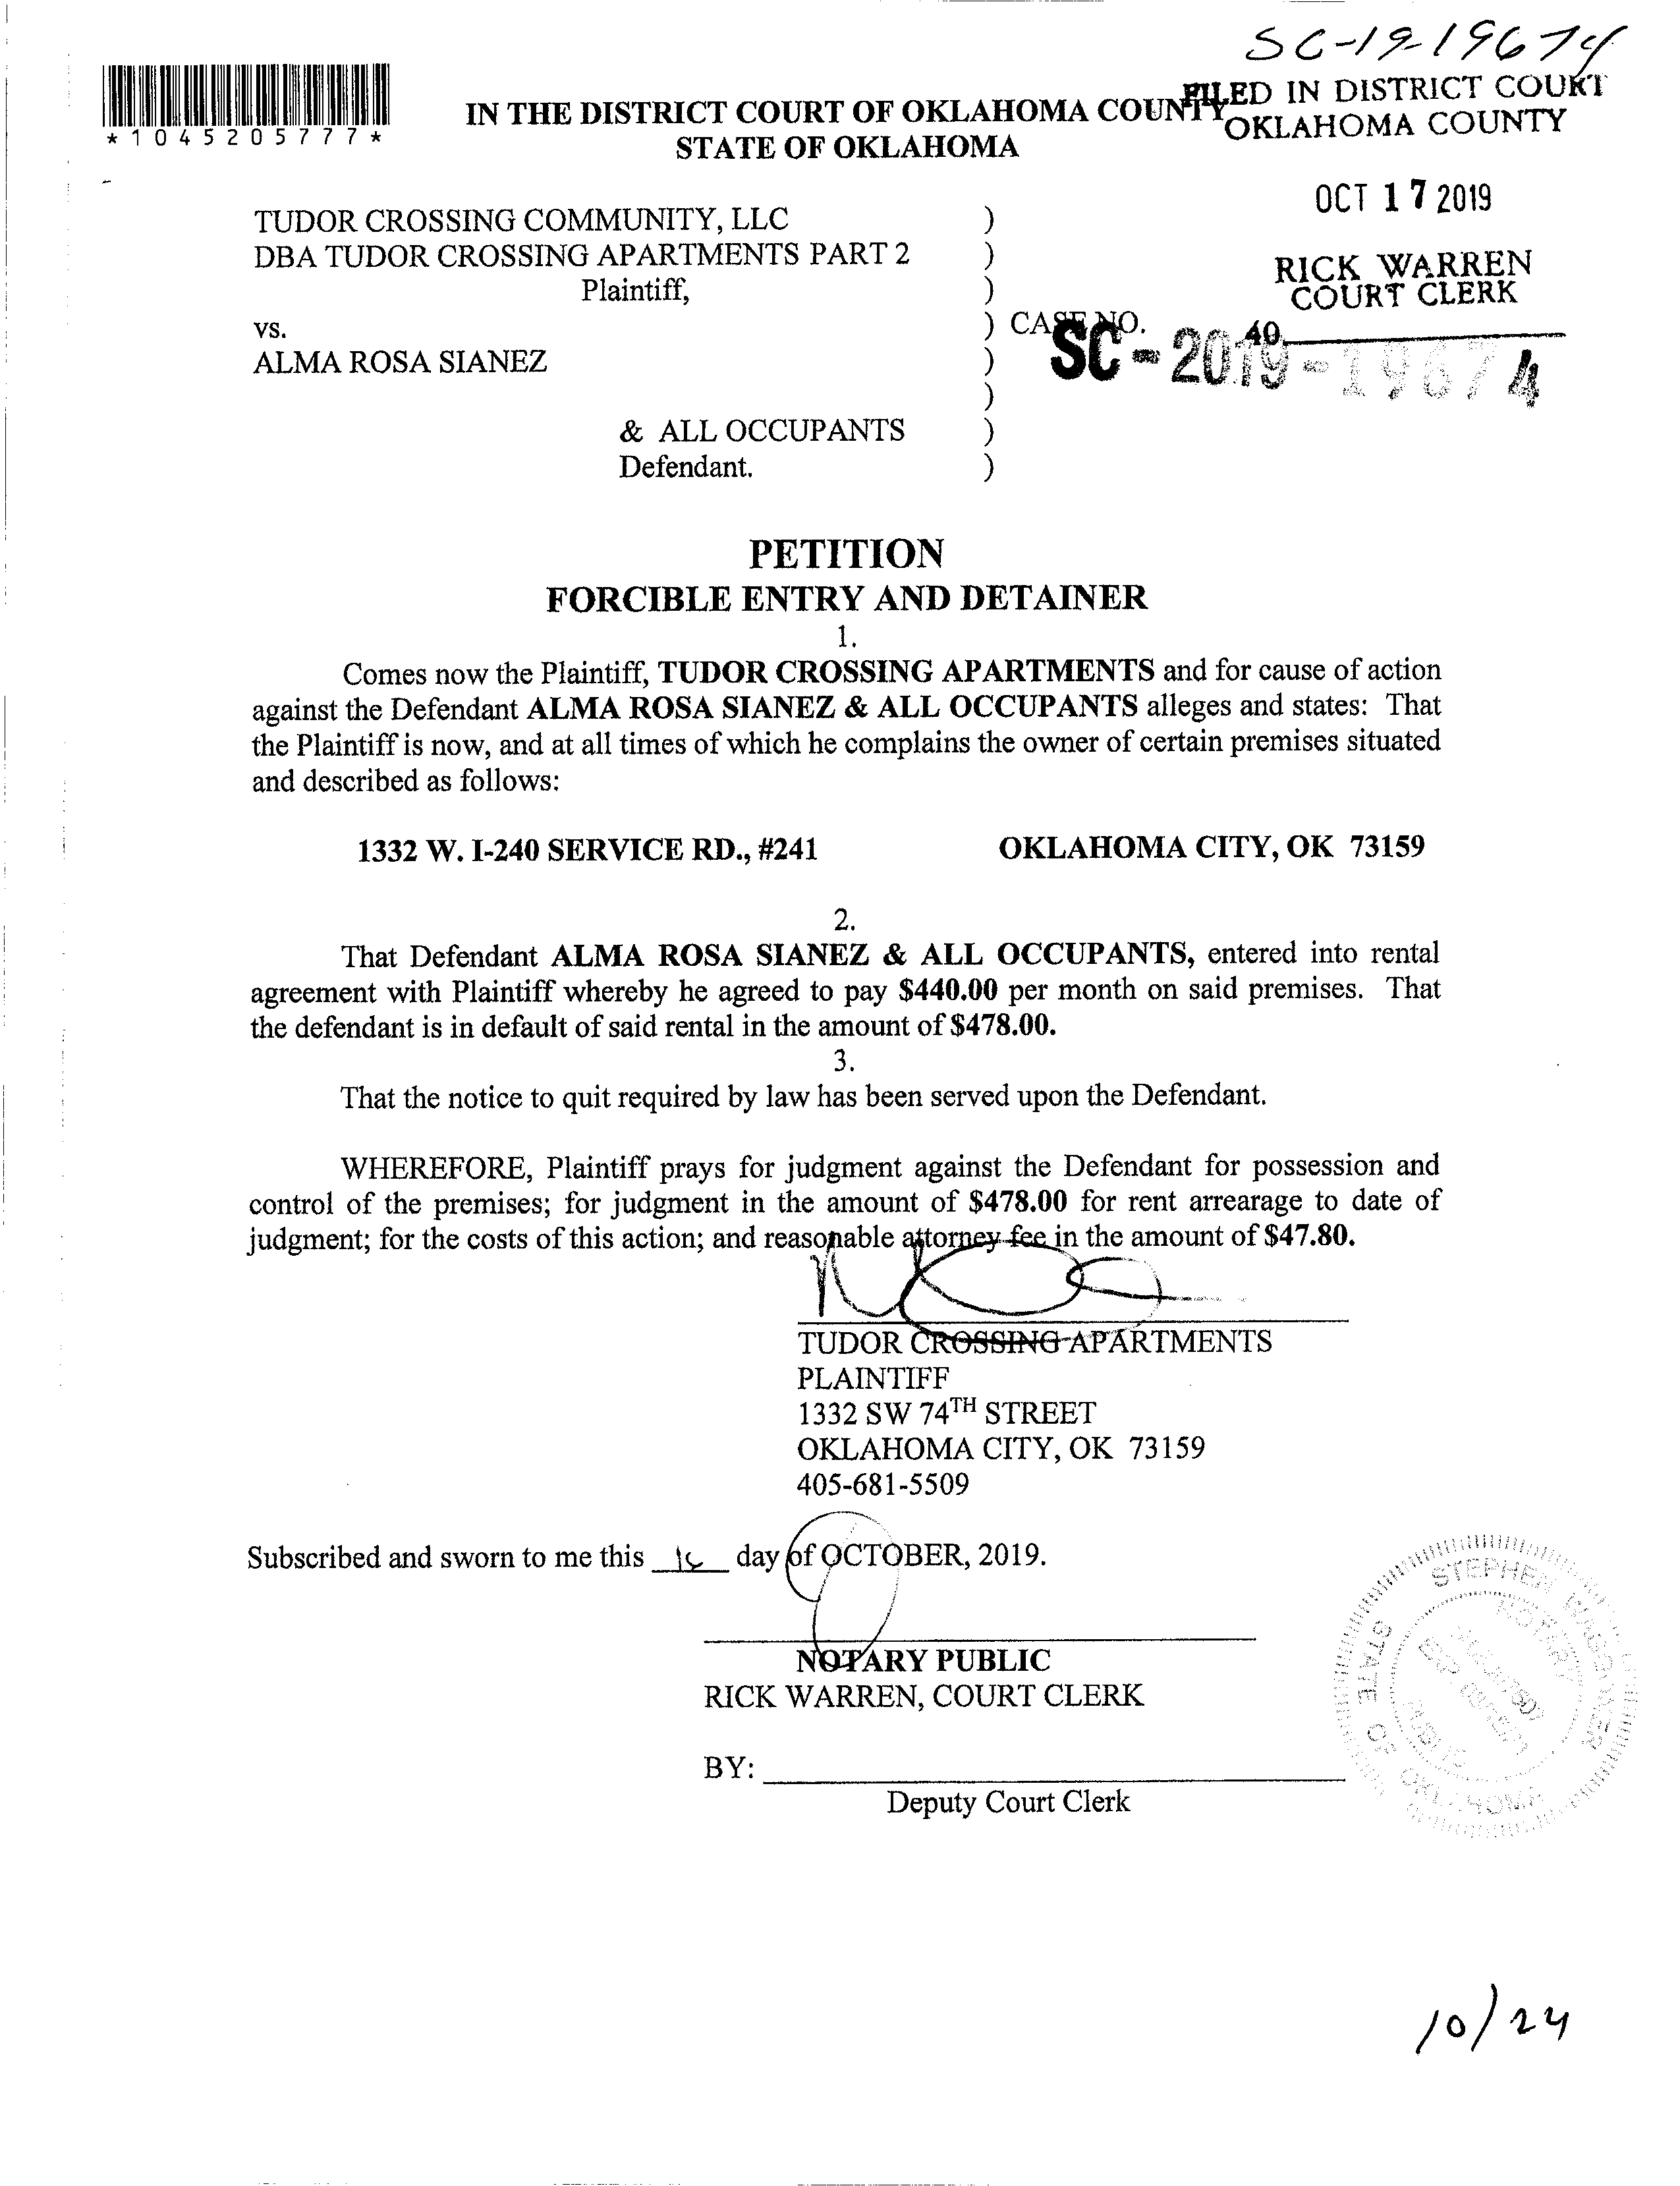 SC-19-19674
*1045205777*
IN THE DISTRICT COURT OF OKLAHOMA COUNTY
STATE OF OKLAHOMA
FILED IN DISTRICT COURT
OKLAHOMA COUNTY
OCT 17 2019
RICK WARREN
COURT CLERK
40
TUDOR CROSSING COMMUNITY, LLC )
DBA TUDOR CROSSING APARTMENTS PART 2 )
Plaintiff, )
vs. ) CASE NO.
SC-2019-19674
ALMA ROSA SIANEZ )
)
& ALL OCCUPANTS )
Defendant. )
PETITION
FORCIBLE ENTRY AND DETAINER
1.
Comes now the Plaintiff, TUDOR CROSSING APARTMENTS and for cause of action
against the Defendant ALMA ROSA SIANEZ & ALL OCCUPANTS alleges and states: That
the Plaintiff is now, and at all times of which he complains the owner of certain premises situated
and described as follows:
1332 W. I-240 SERVICE RD., #241 OKLAHOMA CITY, OK 73159
2.
That Defendant ALMA ROSA SIANEZ & ALL OCCUPANTS, entered into rental
agreement with Plaintiff whereby he agreed to pay $440.00 per month on said premises. That
the defendant is in default of said rental in the amount of $478.00.
3.
That the notice to quit required by law has been served upon the Defendant.
WHEREFORE, Plaintiff prays for judgment against the Defendant for possession and
control of the premises; for judgment in the amount of $478.00 for rent arrearage to date of
judgment; for the costs of this action; and reasonable attorney fee in the amount of $47.80.
TUDOR CROSSING APARTMENTS
PLAINTIFF
1332 SW 74TH STREET
OKLAHOMA CITY, OK 73159
405-681-5509
Subscribed and sworn to me this day of OCTOBER, 2019.
NOTARY PUBLIC
RICK WARREN, COURT CLERK
BY:
Deputy Court Clerk
STEPHEN WAGGONER
NOTARY
PUBLIC
STATE OF OKLAHOMA
10/24